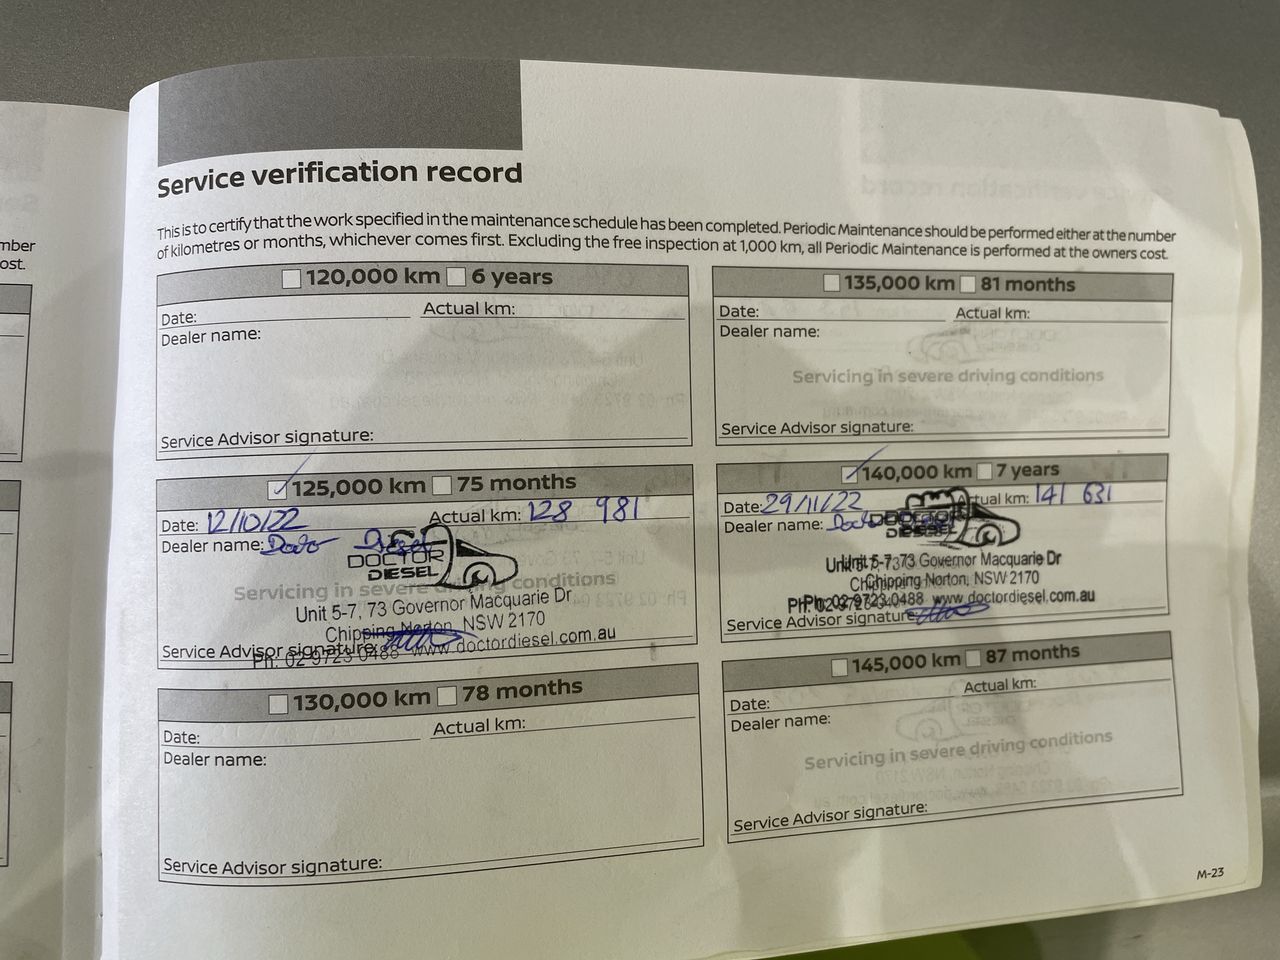 mber
ost.
Service verification record
This is to certify that the work specified in the maintenance schedule has been completed. Periodic Maintenance should be performed either at the number
of kilometres or months, whichever comes first. Excluding the free inspection at 1,000 km, all Periodic Maintenance is performed at the owners cost.
120,000 km 6 years
Date: Actual km:
Dealer name:
Service Advisor signature:
125,000 km 75 months
Date: 12/10/22 Actual km: 128 981
Dealer name: Diesel
DOCTOR
DIESEL
Servicing in severe driving conditions
Unit 5-7, 73 Governor Macquarie Dr
Chipping Norton, NSW 2170
Service Advisor signature:
Ph: 02 9723 0488 www.doctordiesel.com.au
130,000 km 78 months
Date: Actual km:
Dealer name:
Service Advisor signature:
135,000 km 81 months
Date: Actual km:
Dealer name:
Servicing in severe driving conditions
Service Advisor signature:
140,000 km 7 years
Date: 29/11/22 Actual km: 141 631
Dealer name:
DOCTOR
DIESEL
Unit 5-7, 73 Governor Macquarie Dr
Chipping Norton, NSW 2170
Ph: 02 9723 0488 www.doctordiesel.com.au
Service Advisor signature:
145,000 km 87 months
Date: Actual km:
Dealer name:
Servicing in severe driving conditions
Service Advisor signature:
M-23